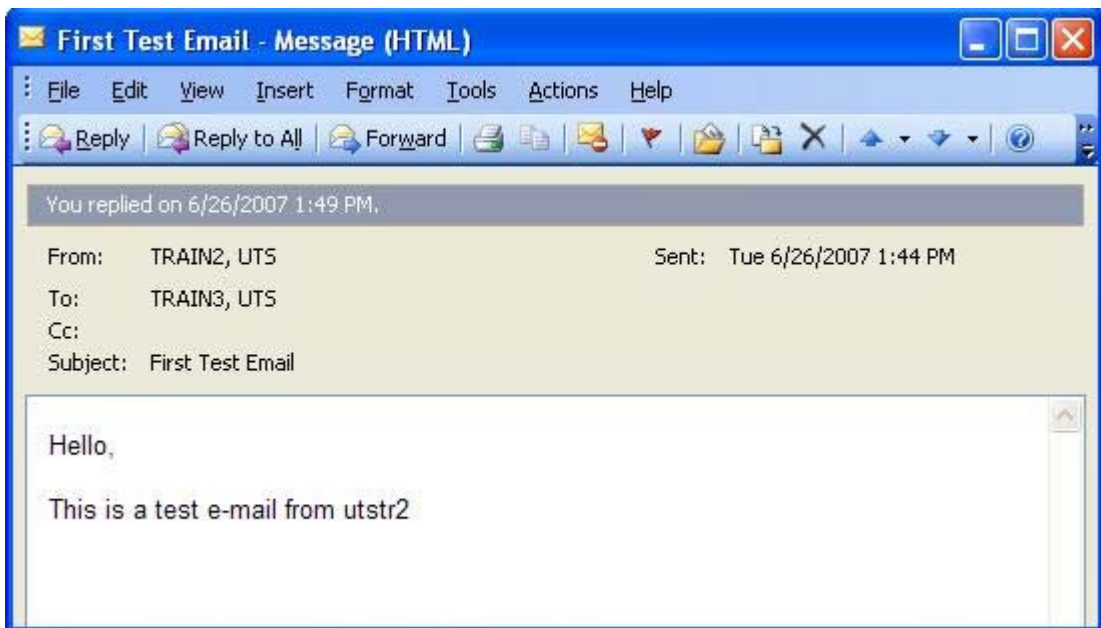 First Test Email - Message (HTML)
File Edit View Insert Format Tools Actions Help
Reply Reply to All Forward
You replied on 6/26/2007 1:49 PM.
From: TRAIN2, UTS Sent: Tue 6/26/2007 1:44 PM
To: TRAIN3, UTS
Cc:
Subject: First Test Email
Hello,
This is a test e-mail from utstr2